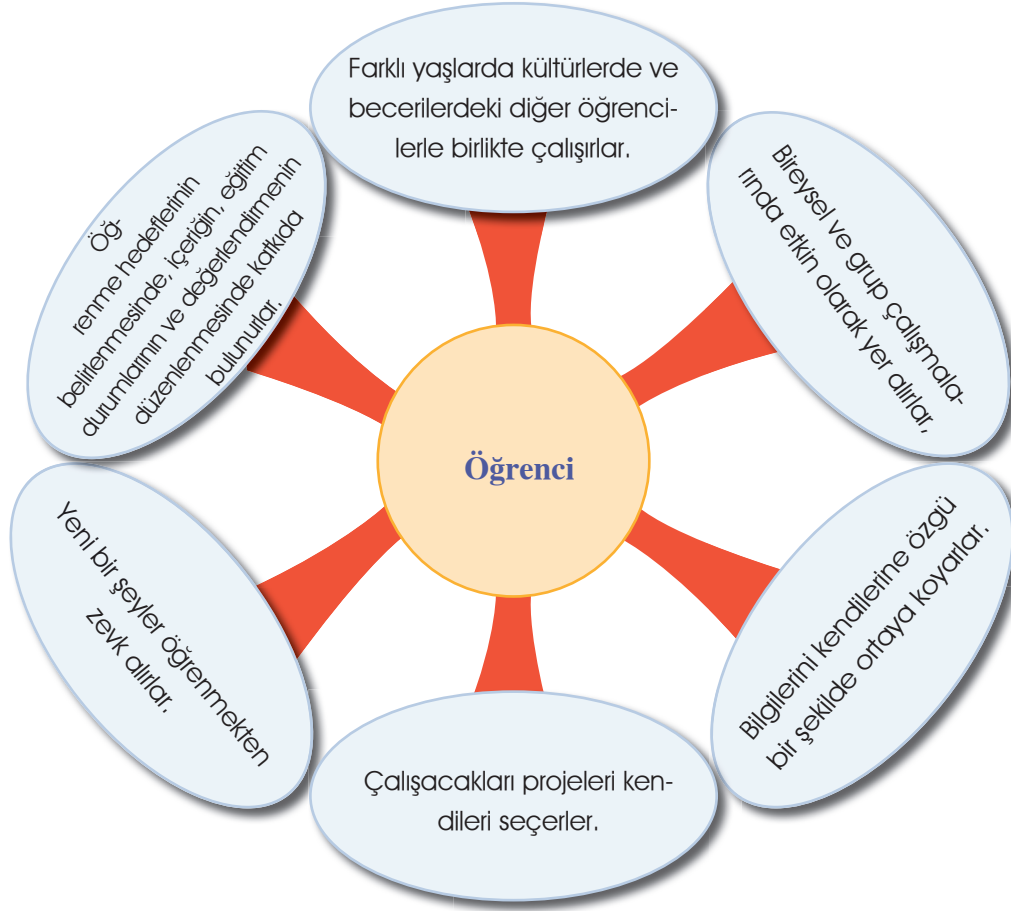 Farklı yaşlarda kültürlerde ve
becerilerdeki diğer öğrenci-
lerle birlikte çalışırlar.
Bireysel ve grup çalışmala-
rında etkin olarak yer alırlar,
Bilgilerini kendilerine özgü
bir şekilde ortaya koyarlar.
Çalışacakları projeleri ken-
dileri seçerler.
Yeni bir şeyler öğrenmekten
zevk alırlar.
Öğ-
renme hedeflerinin
belirlenmesinde, içeriğin, eğitim
durumlarının ve değerlendirmenin
düzenlenmesinde katkıda
bulunurlar.
Öğrenci